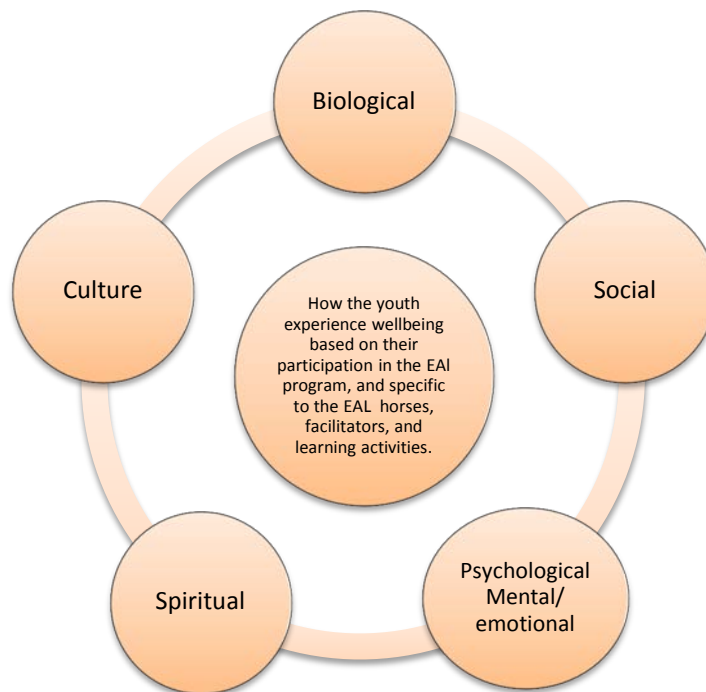 Biological
Culture
Social
How the youth
experience wellbeing
based on their
participation in the EAl
program, and specific
to the EAL horses,
facilitators, and
learning activities.
Spiritual
Psychological
Mental/
emotional